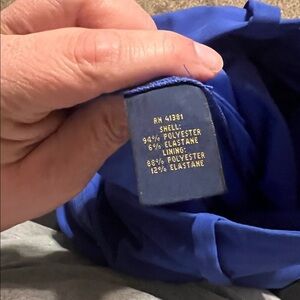 RN 41381
SHELL:
94% POLYESTER
6% ELASTANE
LINING:
88% POLYESTER
12% ELASTANE